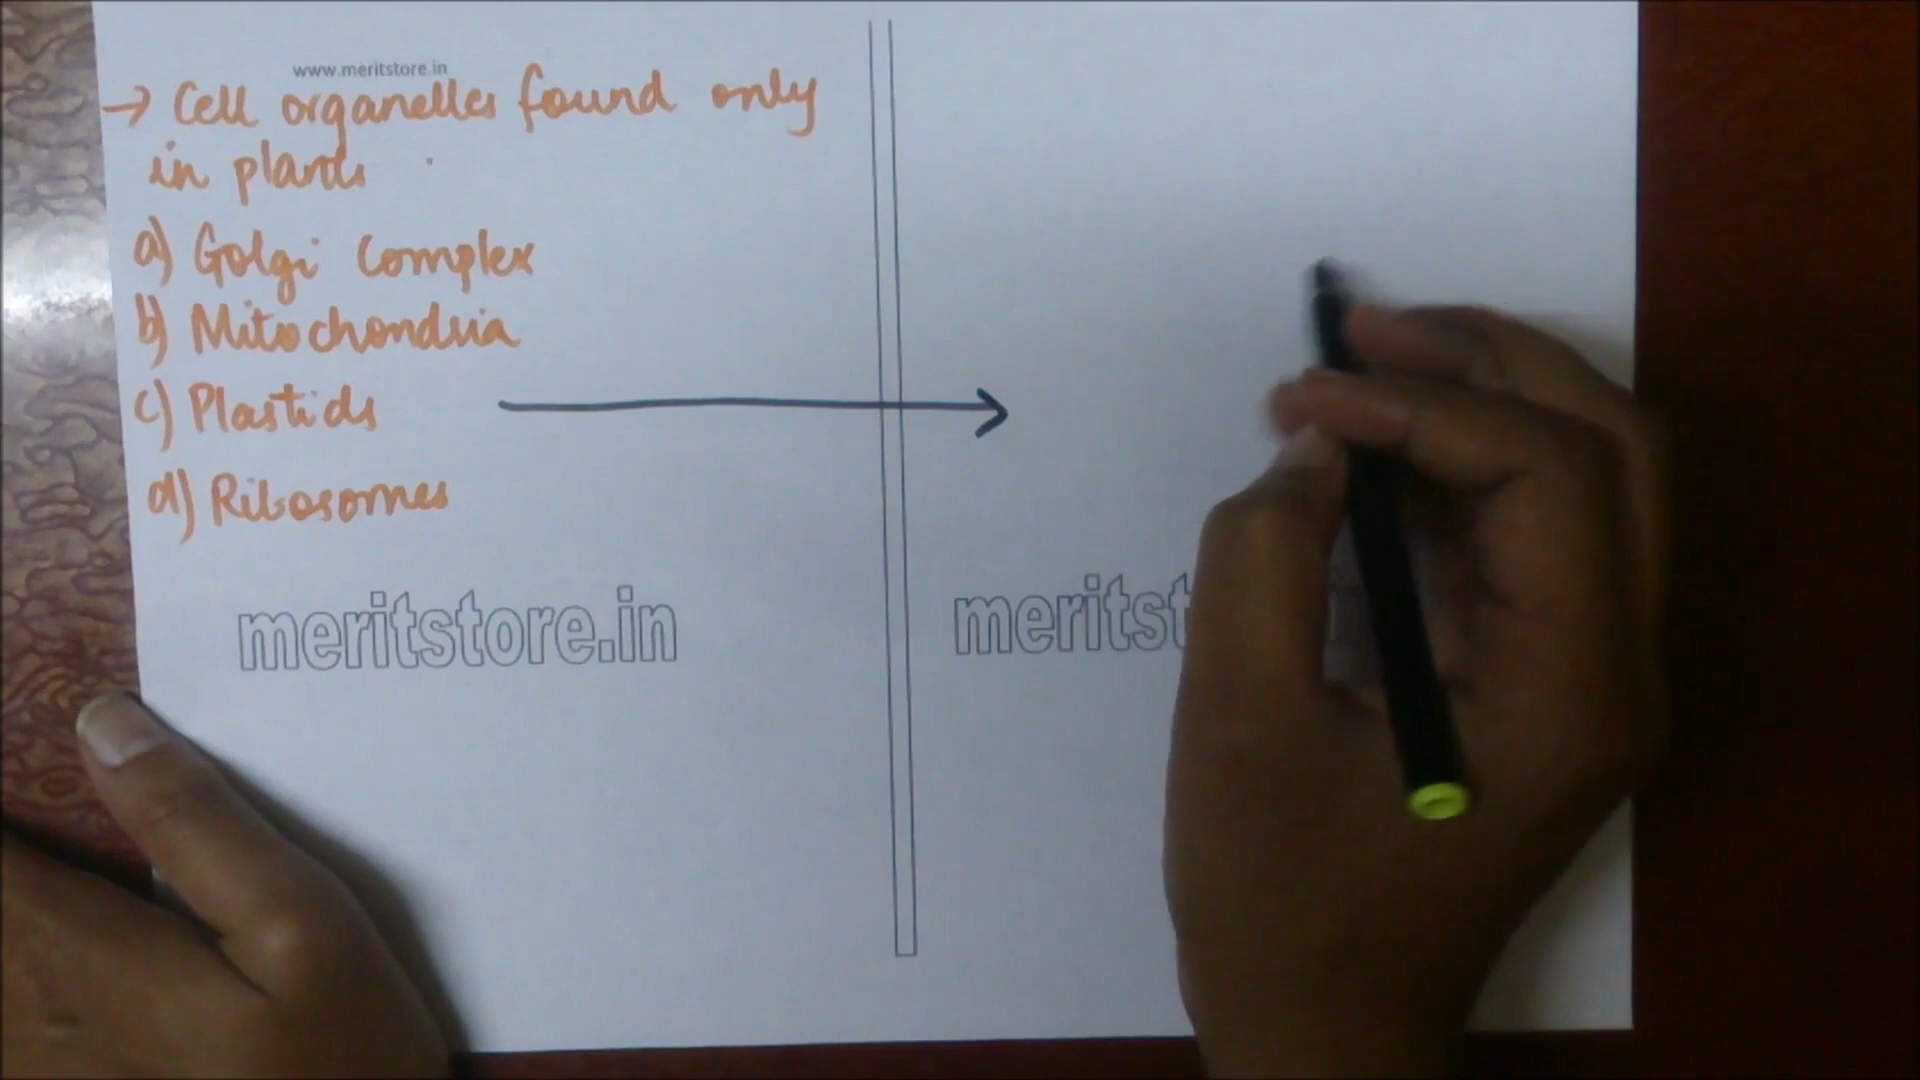 www.meritstore.in
→ Cell organelles found only
in plants
a) Golgi Complex
b) Mitochondria
c) Plastids
d) Ribosomes
meritstore.in
meritst